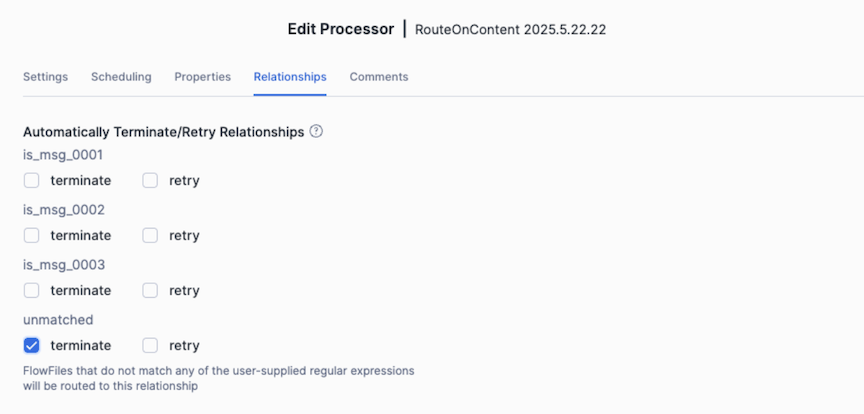 Edit Processor | RouteOnContent 2025.5.22.22
Settings Scheduling Properties Relationships Comments
Automatically Terminate/Retry Relationships ?
is_msg_0001
terminate retry
is_msg_0002
terminate retry
is_msg_0003
terminate retry
unmatched
terminate retry
FlowFiles that do not match any of the user-supplied regular expressions
will be routed to this relationship